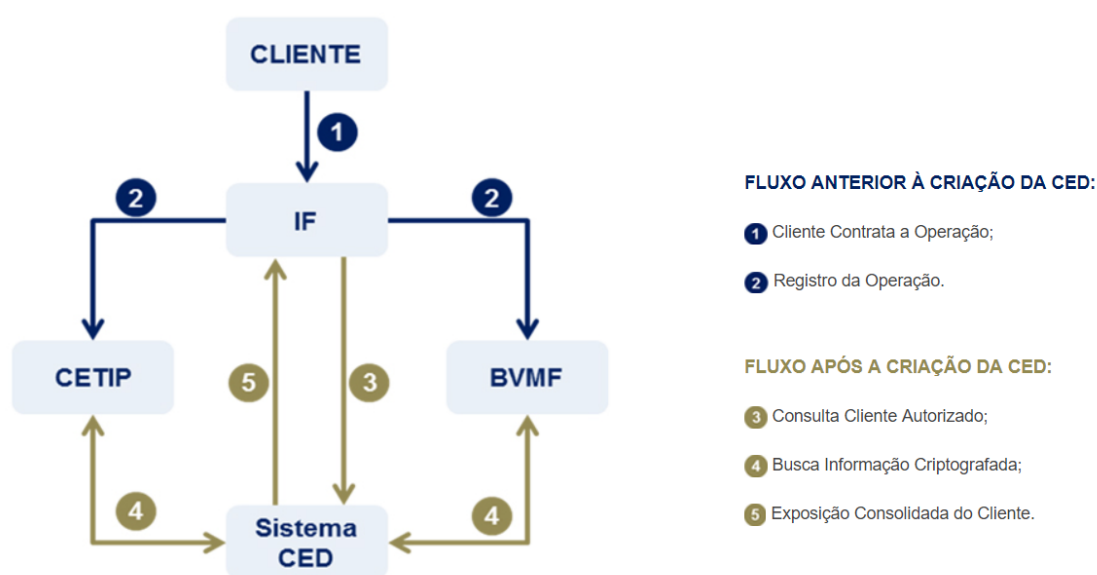 CLIENTE
1
2
IF
2
CETIP
5
3
BVMF
4
Sistema
CED
4
FLUXO ANTERIOR À CRIAÇÃO DA CED:
1 Cliente Contrata a Operação;
2 Registro da Operação.
FLUXO APÓS A CRIAÇÃO DA CED:
3 Consulta Cliente Autorizado;
4 Busca Informação Criptografada;
5 Exposição Consolidada do Cliente.